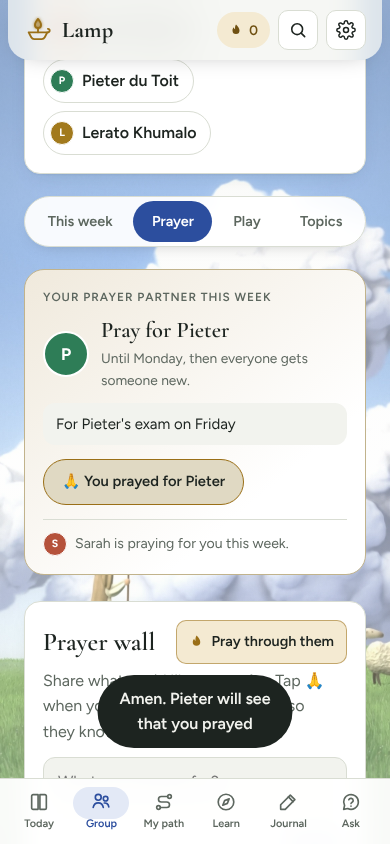 Lamp
0
P Pieter du Toit
L Lerato Khumalo
This week
Prayer
Play
Topics
YOUR PRAYER PARTNER THIS WEEK
P
Pray for Pieter
Until Monday, then everyone gets
someone new.
For Pieter's exam on Friday
🙏 You prayed for Pieter
S Sarah is praying for you this week.
Prayer wall
Pray through them
Share
Tap 🙏
when
so
they
Amen. Pieter will see
that you prayed
Today
Group
My path
Learn
Journal
Ask